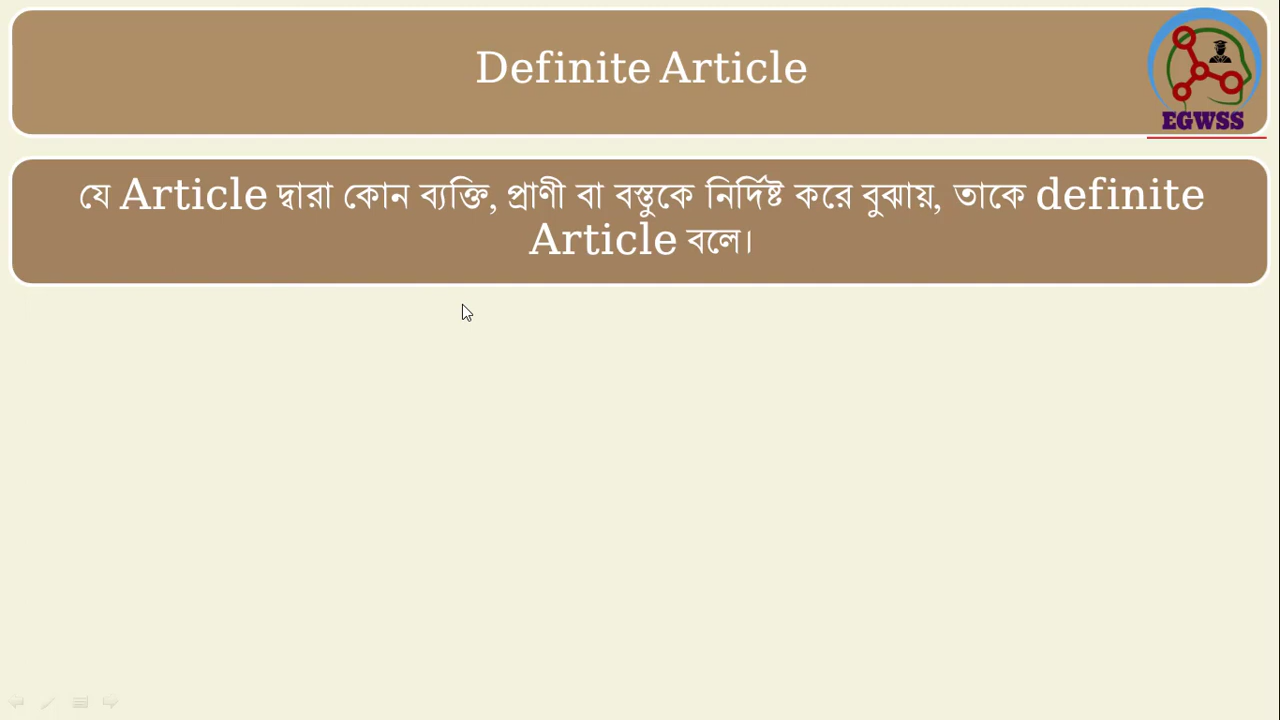 Definite Article
EGWSS
যে Article দ্বারা কোন ব্যক্তি, প্রাণী বা বস্তুকে নির্দিষ্ট করে বুঝায়, তাকে definite
Article বলে।